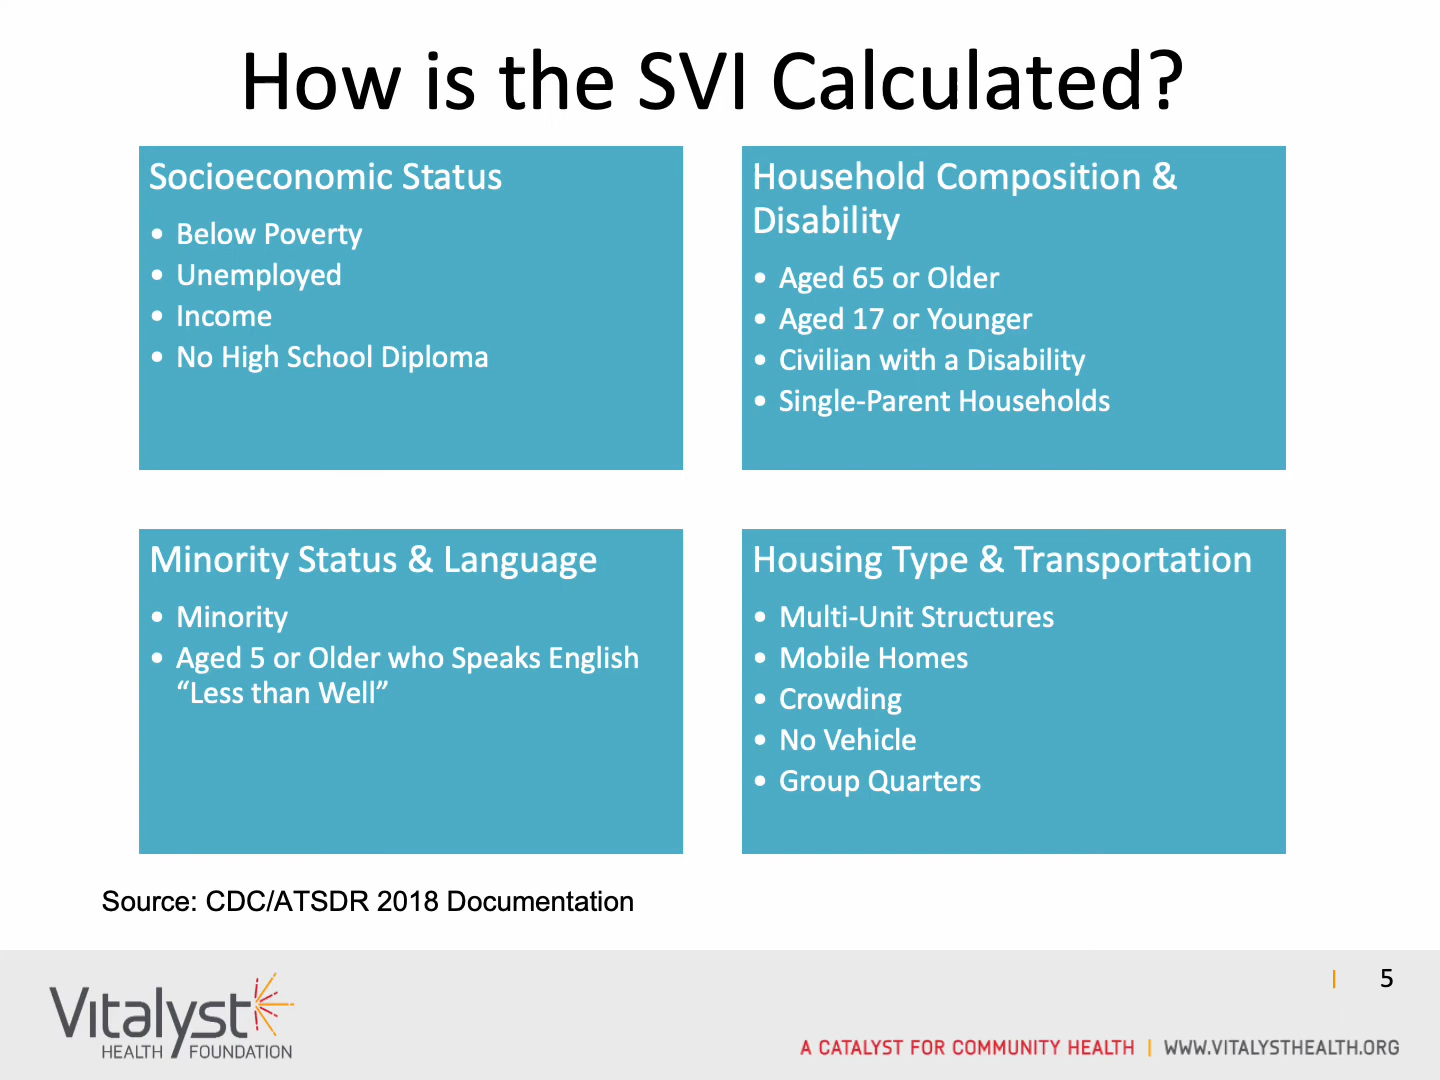 How is the SVI Calculated?
Socioeconomic Status
• Below Poverty
• Unemployed
• Income
• No High School Diploma
Household Composition &
Disability
• Aged 65 or Older
• Aged 17 or Younger
• Civilian with a Disability
• Single-Parent Households
Minority Status & Language
• Minority
• Aged 5 or Older who Speaks English
“Less than Well”
Housing Type & Transportation
• Multi-Unit Structures
• Mobile Homes
• Crowding
• No Vehicle
• Group Quarters
Source: CDC/ATSDR 2018 Documentation
Vitalyst
HEALTH FOUNDATION
| 5
A CATALYST FOR COMMUNITY HEALTH | WWW.VITALYSTHEALTH.ORG